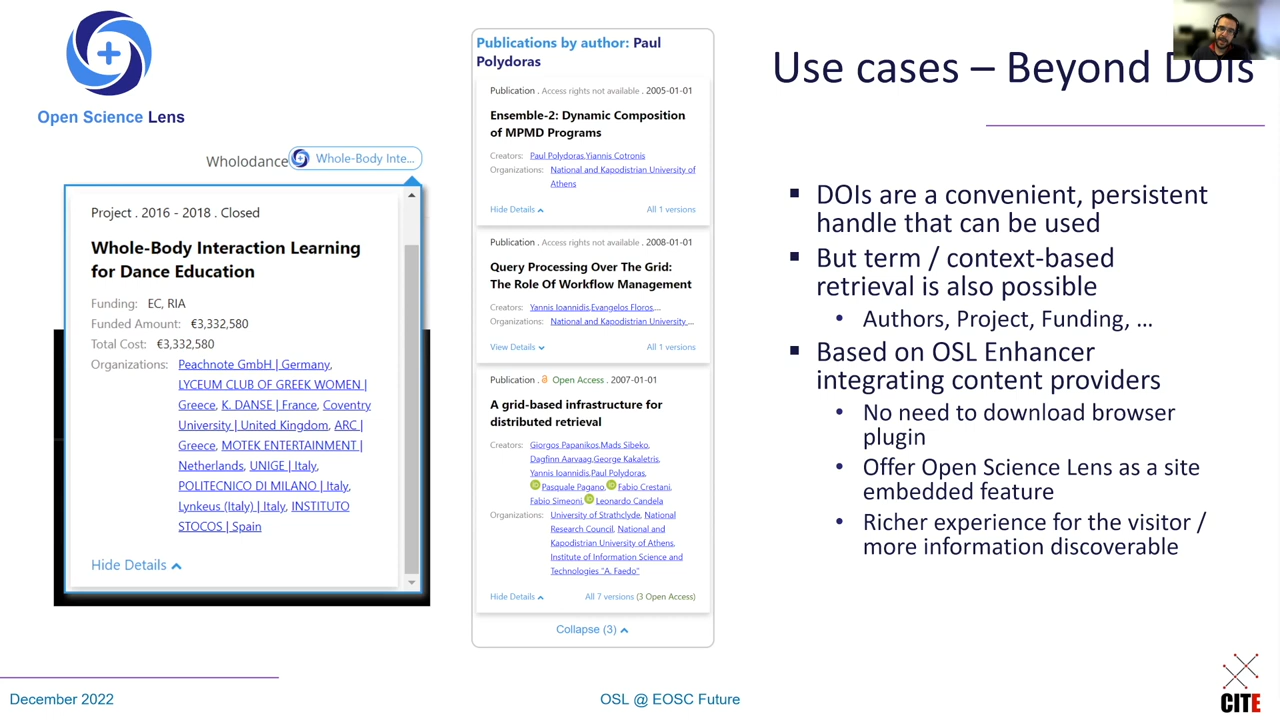 Open Science Lens
Wholodance
Whole-Body Inte...
Project . 2016 - 2018 . Closed
Whole-Body Interaction Learning
for Dance Education
Funding: EC, RIA
Funded Amount: €3,332,580
Total Cost: €3,332,580
Organizations: Peachnote GmbH | Germany,
LYCEUM CLUB OF GREEK WOMEN |
Greece, K. DANSE | France, Coventry
University | United Kingdom, ARC |
Greece, MOTEK ENTERTAINMENT |
Netherlands, UNIGE | Italy,
POLITECNICO DI MILANO | Italy,
Lynkeus (Italy) | Italy, INSTITUTO
STOCOS | Spain
Hide Details
Publications by author: Paul
Polydoras
Publication . Access rights not available . 2005-01-01
Ensemble-2: Dynamic Composition
of MPMD Programs
Creators: Paul Polydoras,Yiannis Cotronis
Organizations: National and Kapodistrian University of
Athens
Hide Details All 1 versions
Publication . Access rights not available . 2008-01-01
Query Processing Over The Grid:
The Role Of Workflow Management
Creators: Yannis Ioannidis,Evangelos Floros,...
Organizations: National and Kapodistrian University ...
View Details All 1 versions
Publication . Open Access . 2007-01-01
A grid-based infrastructure for
distributed retrieval
Creators: Giorgos Papanikos,Mads Sibeko,
Dagfinn Aarvaag,George Kakaletris,
Yannis Ioannidis,Paul Polydoras,
iD Pasquale Pagano, iD Fabio Crestani,
Fabio Simeoni, iD Leonardo Candela
Organizations: University of Strathclyde, National
Research Council, National and
Kapodistrian University of Athens,
Institute of Information Science and
Technologies "A. Faedo"
Hide Details All 7 versions (3 Open Access)
Collapse (3)
Use cases – Beyond DOIs
▪ DOIs are a convenient, persistent
handle that can be used
▪ But term / context-based
retrieval is also possible
• Authors, Project, Funding, ...
▪ Based on OSL Enhancer
integrating content providers
• No need to download browser
plugin
• Offer Open Science Lens as a site
embedded feature
• Richer experience for the visitor /
more information discoverable
December 2022
OSL @ EOSC Future
CITE